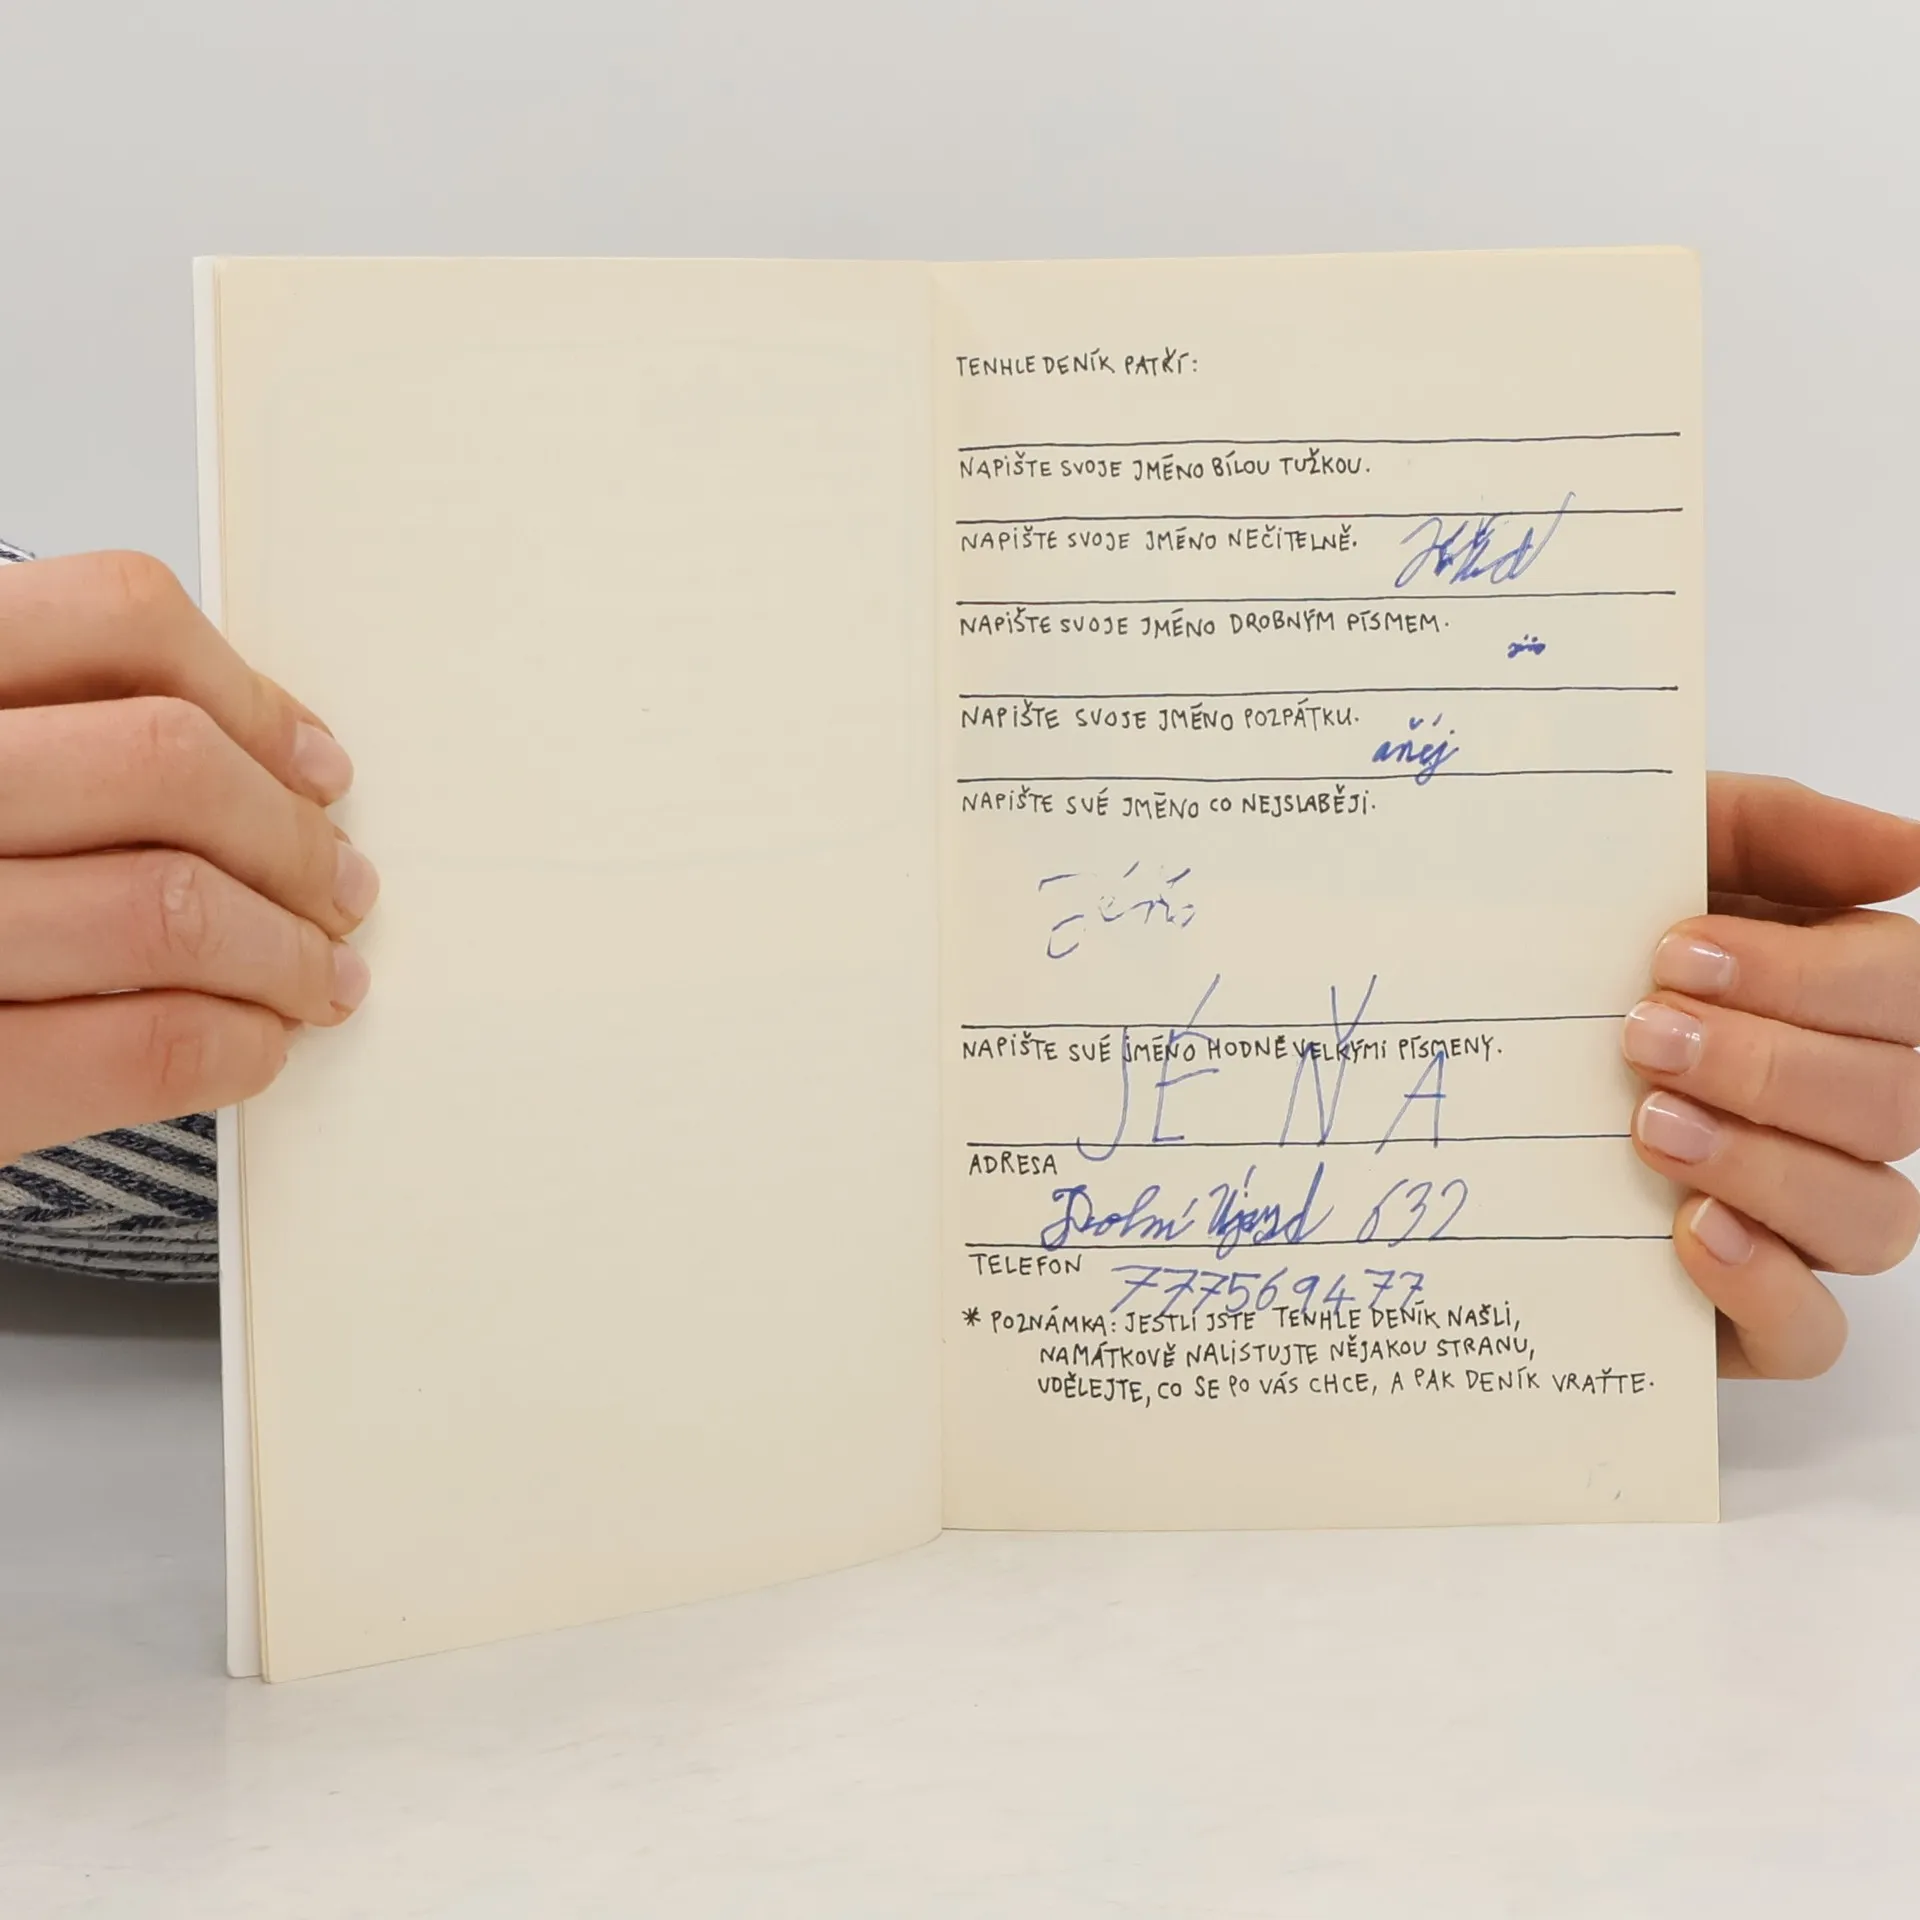 TENHLE DENÍK PATŘÍ:
NAPIŠTE SVOJE JMÉNO BÍLOU TUŽKOU.
NAPIŠTE SVOJE JMÉNO NEČITELNĚ.
NAPIŠTE SVOJE JMÉNO DROBNÝM PÍSMEM.
NAPIŠTE SVOJE JMÉNO POZPÁTKU.
aňéj
NAPIŠTE SVÉ JMÉNO CO NEJSLABĚJI.
NAPIŠTE SVÉ JMÉNO HODNĚ VELKÝMI PÍSMENY.
JÉŇA
ADRESA
Dolní Újezd 632
TELEFON
777569477
* POZNÁMKA: JESTLI JSTE TENHLE DENÍK NAŠLI,
NAMÁTKOVĚ NALISTUJTE NĚJAKOU STRANU,
UDĚLEJTE, CO SE PO VÁS CHCE, A PAK DENÍK VRAŤTE.